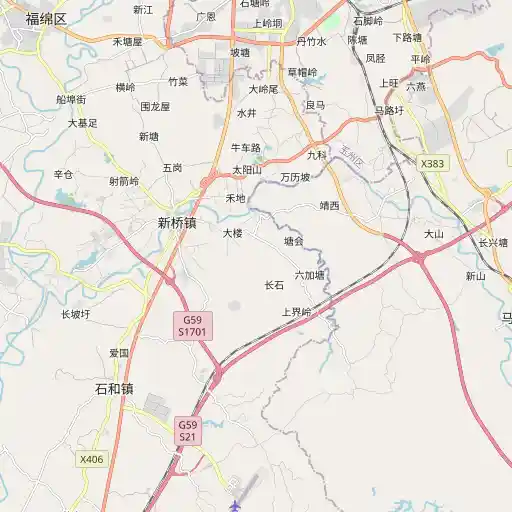 新江
广恩
石塘岭
福绵区
上岭垌
石脚岭
禾塘屋
坡塘
丹竹水
陈塘
下路塘
凤胫
平岭
草帽岭
竹菜
横岭
大岭尾
上旺
六燕
船埠街
围龙屋
水井
良马
马路圩
大基足
新塘
牛车路
九科
玉州区
X383
五岗
太阳山
辛仓
射箭岭
万历坡
禾地
靖西
新桥镇
大楼
塘会
大山
长兴塘
六加塘
新山
长石
长坡圩
上界岭
马
G59
S1701
爱国
石和镇
G59
S21
X406